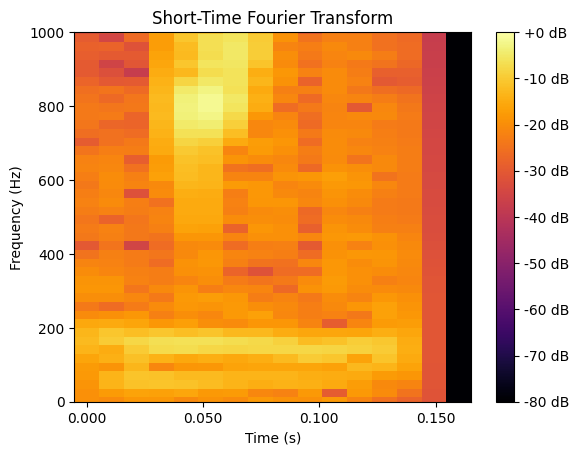 Short-Time Fourier Transform
1000
800
600
400
200
0
Frequency (Hz)
0.000
0.050
0.100
0.150
Time (s)
+0 dB
-10 dB
-20 dB
-30 dB
-40 dB
-50 dB
-60 dB
-70 dB
-80 dB